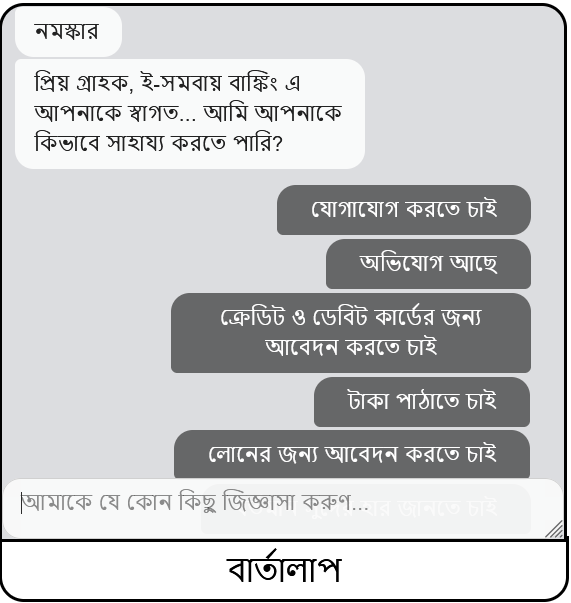 নমস্কার
প্রিয় গ্রাহক, ই-সমবায় বাঙ্কিং এ
আপনাকে স্বাগত... আমি আপনাকে
কিভাবে সাহায্য করতে পারি?
যোগাযোগ করতে চাই
অভিযোগ আছে
ক্রেডিট ও ডেবিট কার্ডের জন্য
আবেদন করতে চাই
টাকা পাঠাতে চাই
লোনের জন্য আবেদন করতে চাই
আমাকে যে কোন কিছু জিজ্ঞাসা করুণ...
জানতে চাই
বার্তালাপ